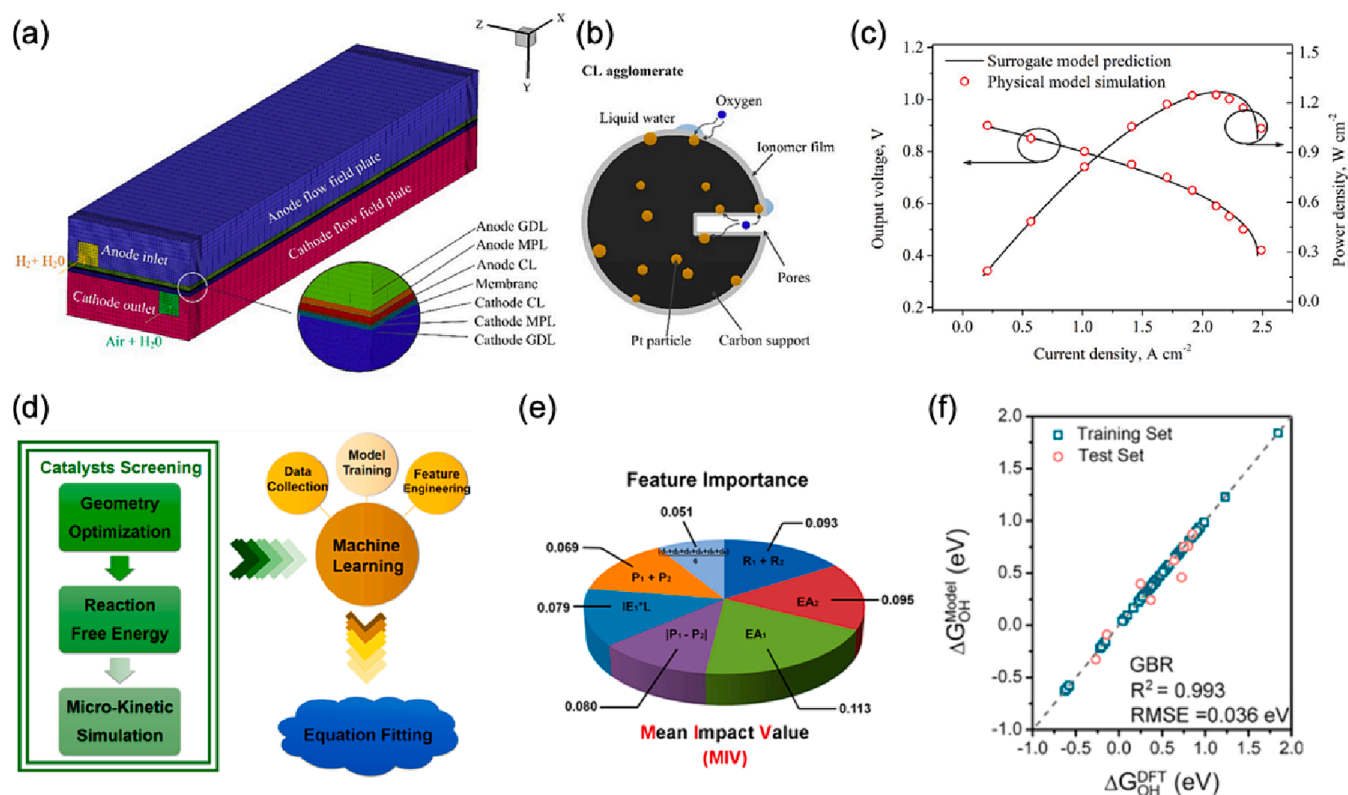 (a)
Z
X
Y
Anode flow field plate
Cathode flow field plate
Anode inlet
H₂+ H₂0
Cathode outlet
Air + H₂0
Anode GDL
Anode MPL
Anode CL
Membrane
Cathode CL
Cathode MPL
Cathode GDL
(b)
CL agglomerate
Oxygen
Liquid water
Ionomer film
Pores
Pt particle
Carbon support
(c)
Surrogate model prediction
Physical model simulation
Output voltage, V
1.2
1.0
0.8
0.6
0.4
0.2
0.0
0.5
1.0
1.5
2.0
2.5
Current density, A cm⁻²
1.5
1.2
0.9
0.6
0.3
0.0
Power density, W cm⁻²
(d)
Catalysts Screening
Geometry
Optimization
Reaction
Free Energy
Micro-Kinetic
Simulation
Data
Collection
Model
Training
Feature
Engineering
Machine
Learning
Equation Fitting
(e)
Feature Importance
0.051
0.093
0.069
R₁ + R₂
P₁ + P₂
0.095
EA₂
0.079
IE₁*L
|P₁ - P₂|
EA₁
0.080
0.113
Mean Impact Value
(MIV)
(f)
Training Set
Test Set
ΔG_OH^Model (eV)
2.0
1.5
1.0
0.5
0.0
-0.5
-1.0
GBR
R² = 0.993
RMSE =0.036 eV
-1.0
-0.5
0.0
0.5
1.0
1.5
2.0
ΔG_OH^DFT (eV)